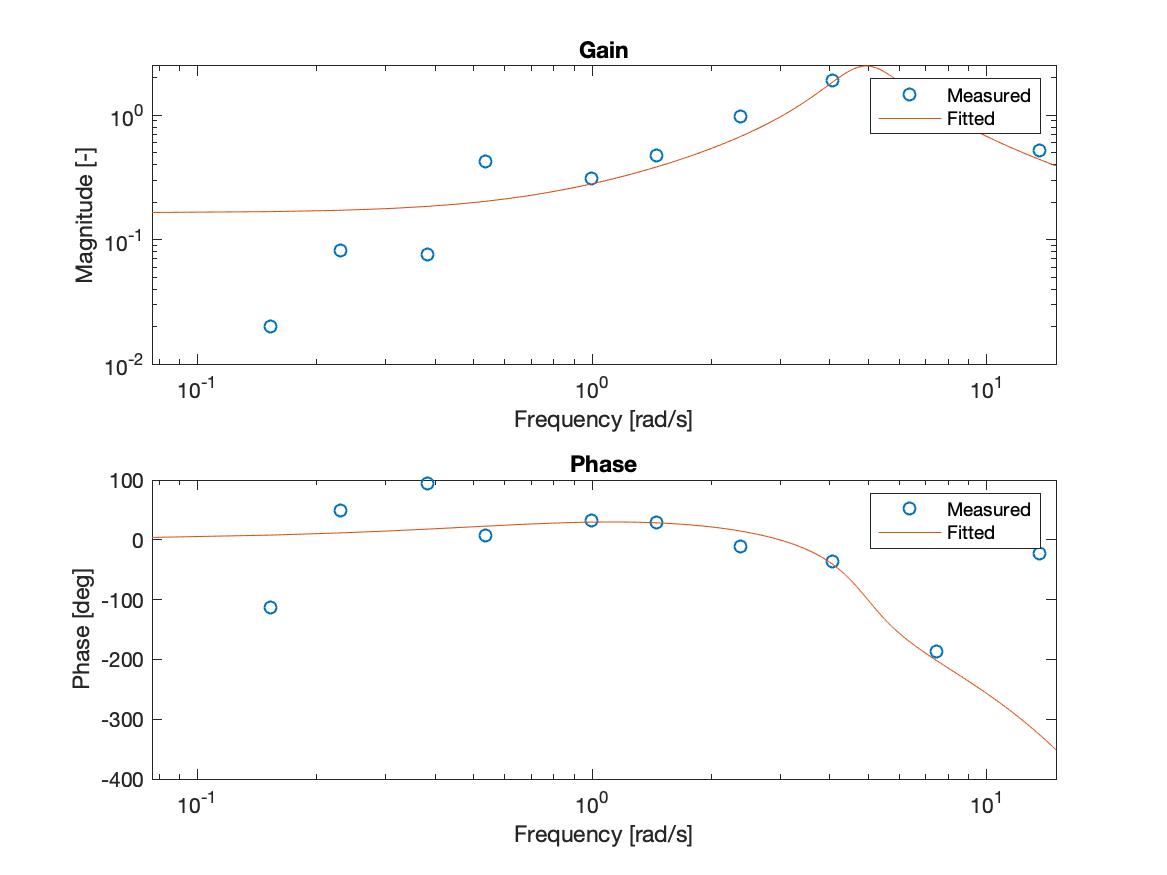 Gain
Measured
Fitted
10^0
10^-1
10^-2
Magnitude [-]
10^-1
10^0
10^1
Frequency [rad/s]
Phase
Measured
Fitted
100
0
-100
-200
-300
-400
Phase [deg]
10^-1
10^0
10^1
Frequency [rad/s]